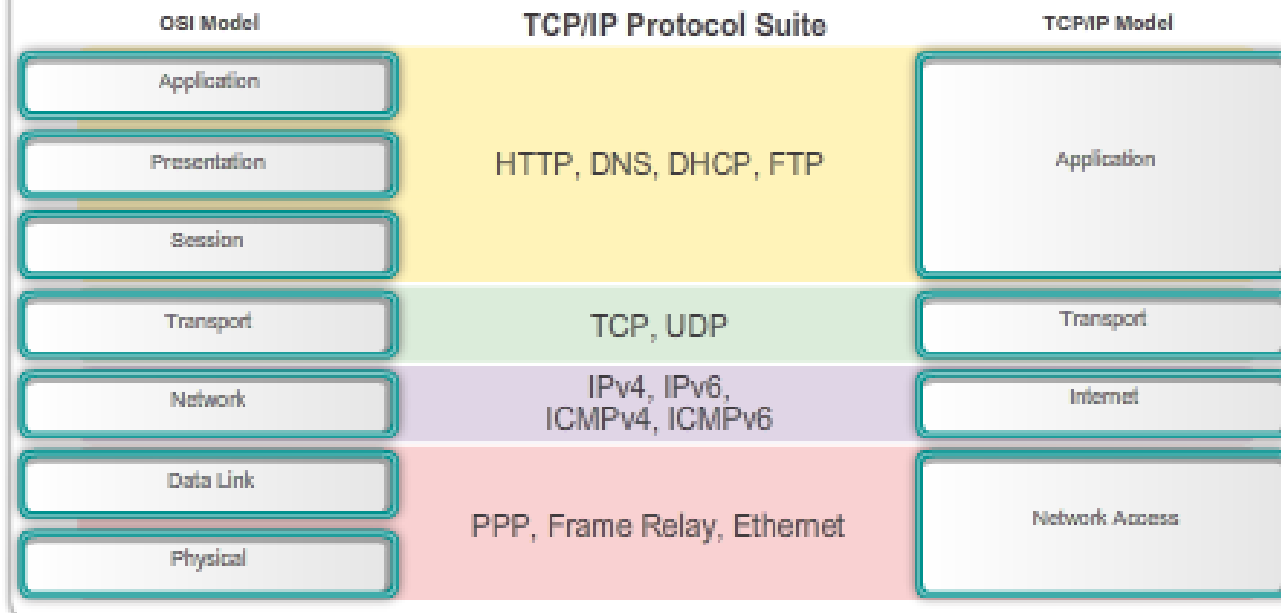 OSI Model
TCP/IP Protocol Suite
TCP/IP Model
Application
Presentation
Session
HTTP, DNS, DHCP, FTP
Application
Transport
TCP, UDP
Transport
Network
IPv4, IPv6,
ICMPv4, ICMPv6
Internet
Data Link
Physical
PPP, Frame Relay, Ethernet
Network Access